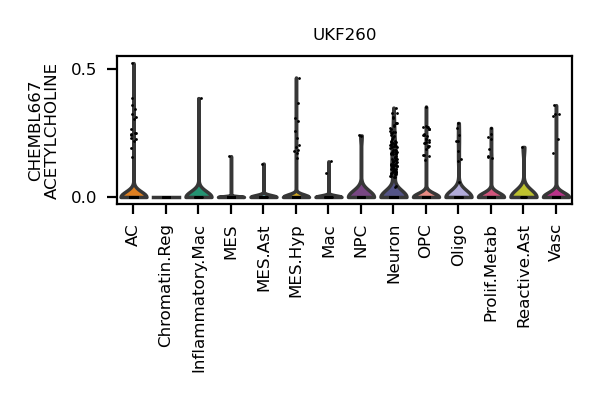 UKF260
CHEMBL667
ACETYLCHOLINE
0.5
0.0
AC
Chromatin.Reg
Inflammatory.Mac
MES
MES.Ast
MES.Hyp
Mac
NPC
Neuron
OPC
Oligo
Prolif.Metab
Reactive.Ast
Vasc